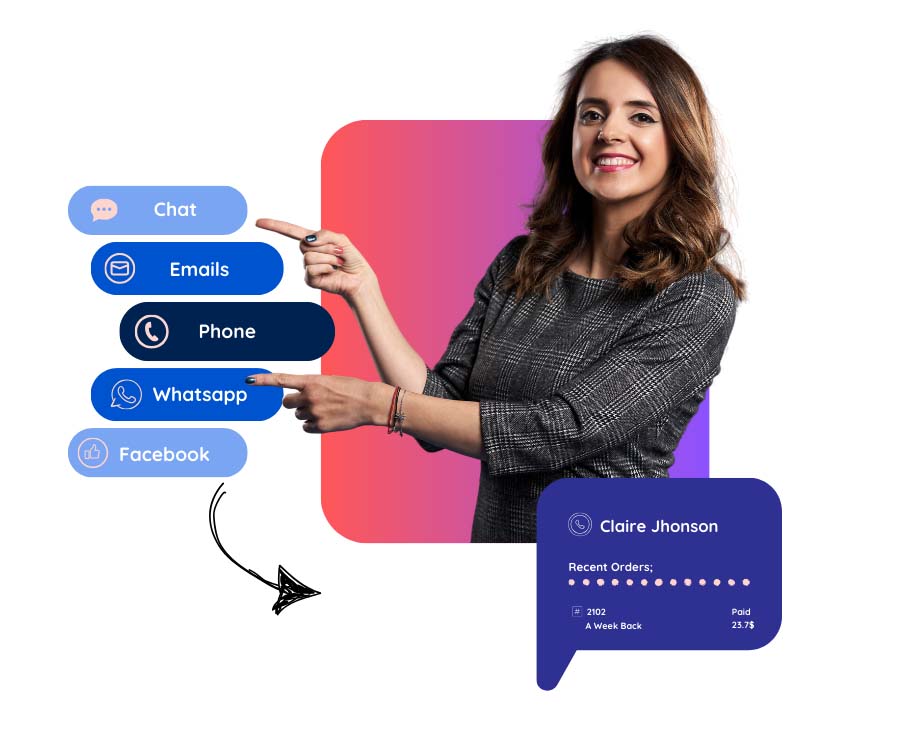 Chat
Emails
Phone
Whatsapp
Facebook
Claire Jhonson
Recent Orders;
# 2102 Paid
A Week Back 23.7$